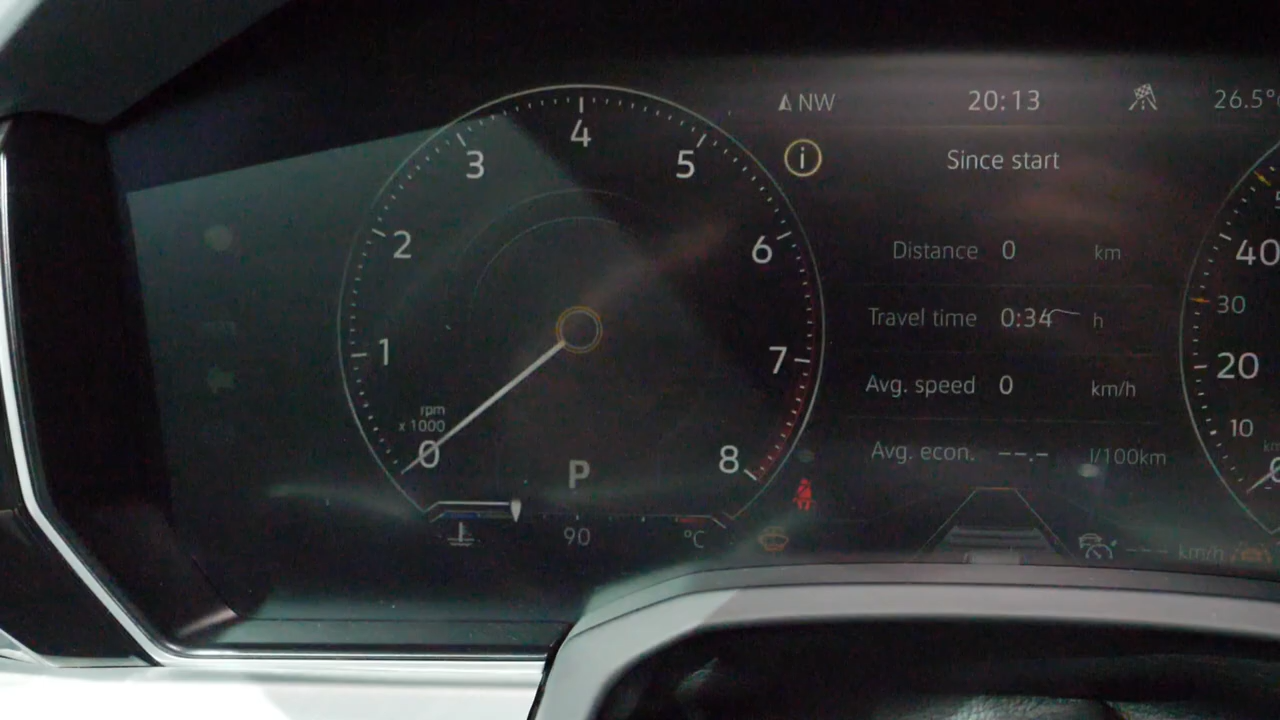 NW 20:13 26.5°
Since start
Distance 0 km
Travel time 0:34 h
Avg. speed 0 km/h
Avg. econ. --.- l/100km
--- km/h
4
3
5
2
6
1
7
rpm
x 1000
0
8
P
90
°C
40
30
20
10